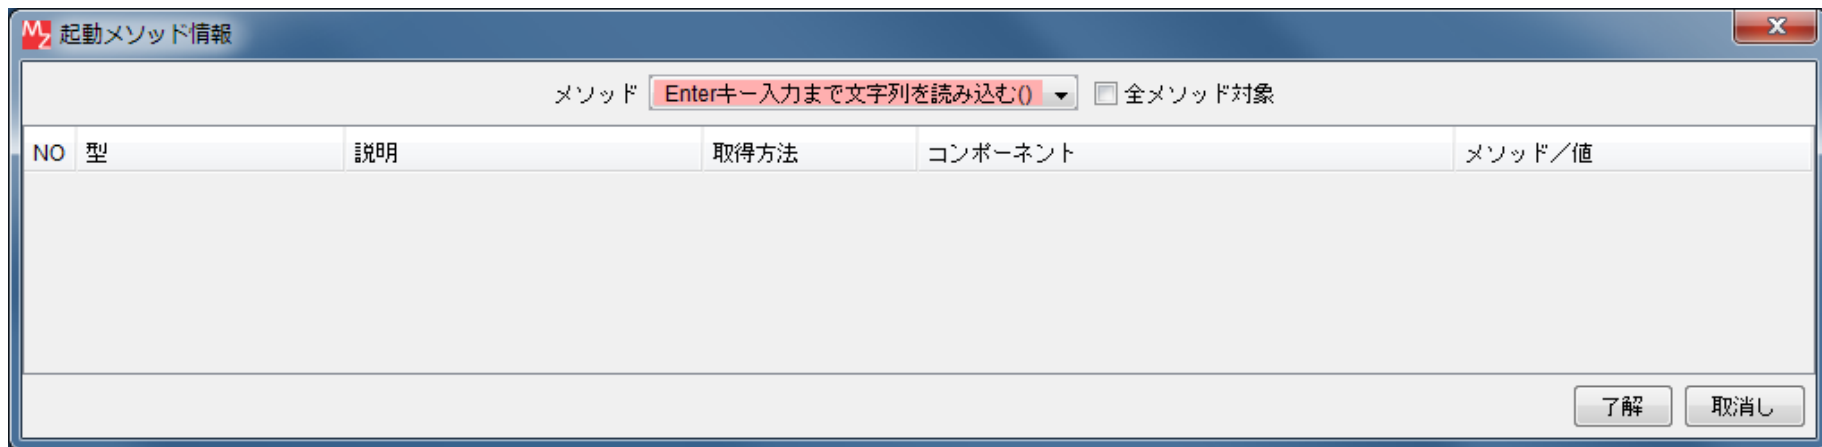 MZ 起動メソッド情報
メソッド Enterキー入力まで文字列を読み込む() 全メソッド対象
NO 型 説明 取得方法 コンポーネント メソッド／値
了解 取消し